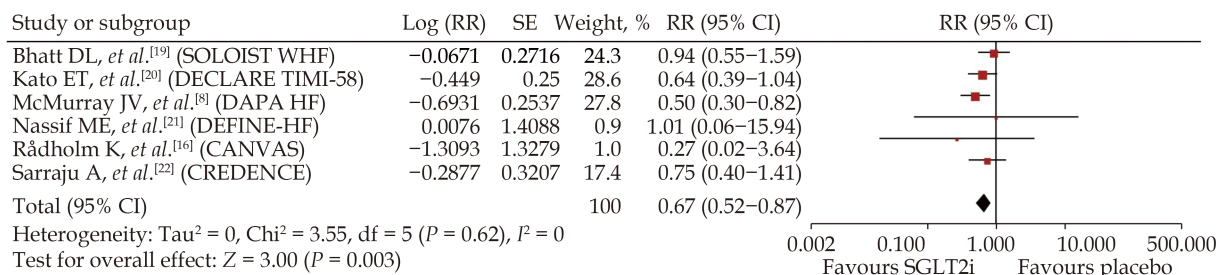 Study or subgroup Log (RR) SE Weight, % RR (95% CI) RR (95% CI)
Bhatt DL, et al.[19] (SOLOIST WHF) −0.0671 0.2716 24.3 0.94 (0.55−1.59)
Kato ET, et al.[20] (DECLARE TIMI-58) −0.449 0.25 28.6 0.64 (0.39−1.04)
McMurray JV, et al.[8] (DAPA HF) −0.6931 0.2537 27.8 0.50 (0.30−0.82)
Nassif ME, et al.[21] (DEFINE-HF) 0.0076 1.4088 0.9 1.01 (0.06−15.94)
Rådholm K, et al.[16] (CANVAS) −1.3093 1.3279 1.0 0.27 (0.02−3.64)
Sarraju A, et al.[22] (CREDENCE) −0.2877 0.3207 17.4 0.75 (0.40−1.41)
Total (95% CI) 100 0.67 (0.52−0.87)
Heterogeneity: Tau² = 0, Chi² = 3.55, df = 5 (P = 0.62), I² = 0
Test for overall effect: Z = 3.00 (P = 0.003)
0.002 0.100 1.000 10.000 500.000
Favours SGLT2i Favours placebo